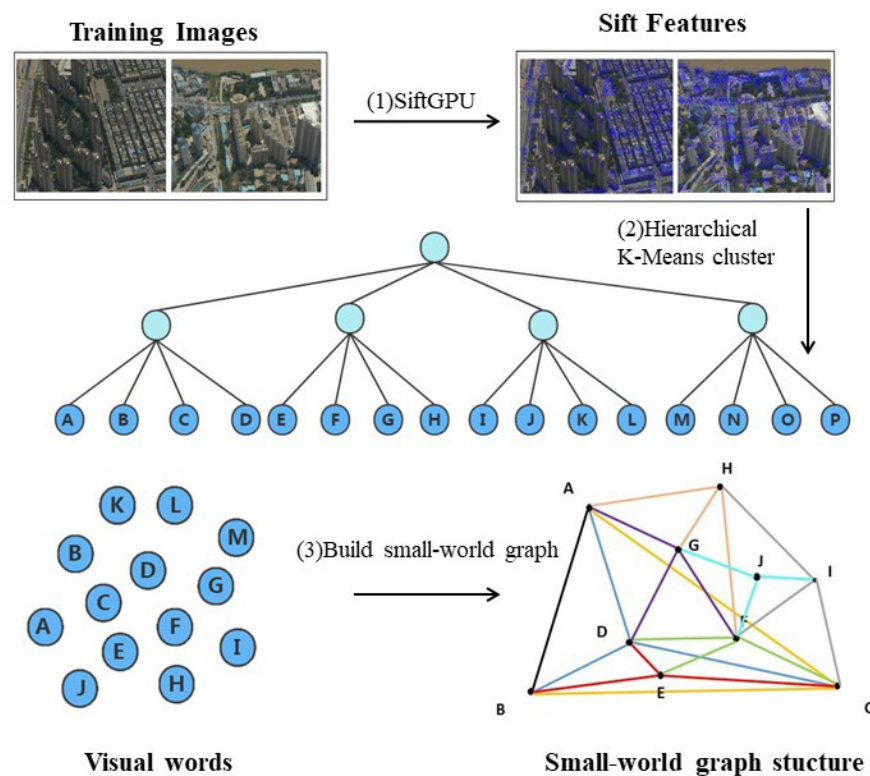 Training Images
Sift Features
(1)SiftGPU
(2)Hierarchical
K-Means cluster
A B C D E F G H I J K L M N O P
K L
M
B
D
G
C
A
F
E
I
J
H
(3)Build small-world graph
H
A
G
J
I
D
F
E
B
C
Visual words
Small-world graph stucture